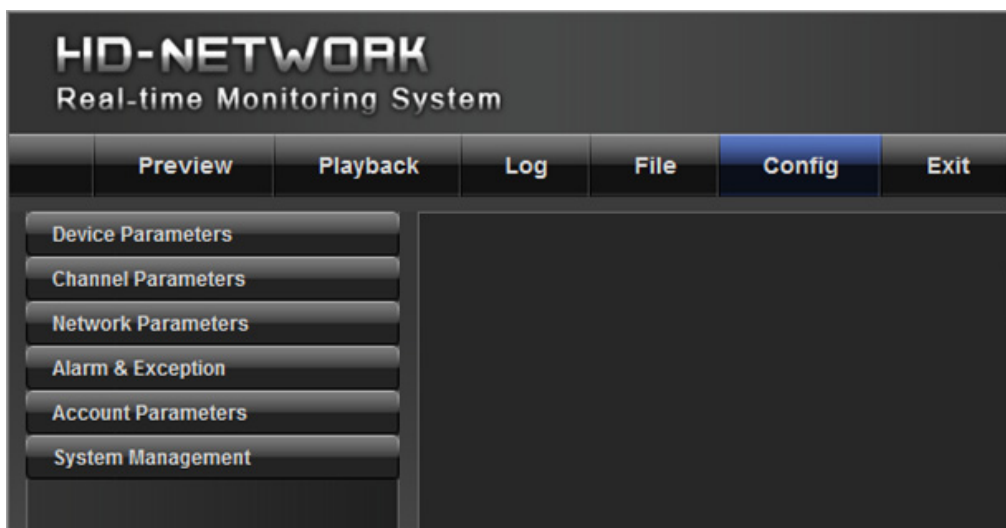 HD-NETWORK
Real-time Monitoring System
Preview Playback Log File Config Exit
Device Parameters
Channel Parameters
Network Parameters
Alarm & Exception
Account Parameters
System Management